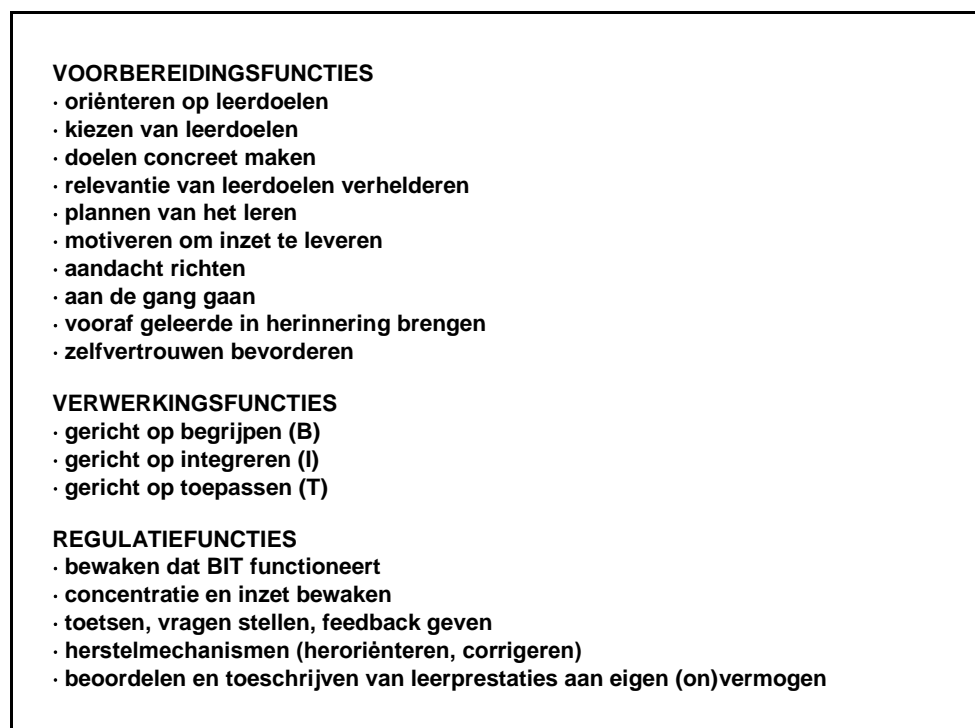 VOORBEREIDINGSFUNCTIES
· oriėnteren op leerdoelen
· kiezen van leerdoelen
· doelen concreet maken
· relevantie van leerdoelen verhelderen
· plannen van het leren
· motiveren om inzet te leveren
· aandacht richten
· aan de gang gaan
· vooraf geleerde in herinnering brengen
· zelfvertrouwen bevorderen
VERWERKINGSFUNCTIES
· gericht op begrijpen (B)
· gericht op integreren (I)
· gericht op toepassen (T)
REGULATIEFUNCTIES
· bewaken dat BIT functioneert
· concentratie en inzet bewaken
· toetsen, vragen stellen, feedback geven
· herstelmechanismen (heroriėnteren, corrigeren)
· beoordelen en toeschrijven van leerprestaties aan eigen (on)vermogen